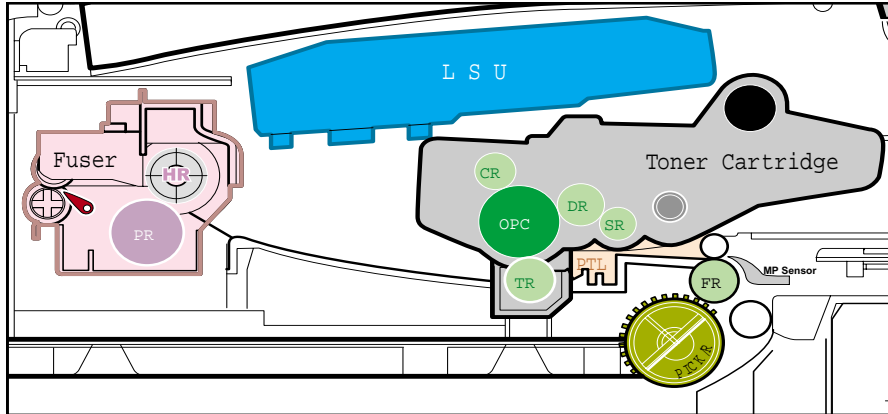 L S U
Fuser
HR
PR
Toner Cartridge
CR
DR
OPC
SR
PTL
TR
FR
MP Sensor
PICK/R